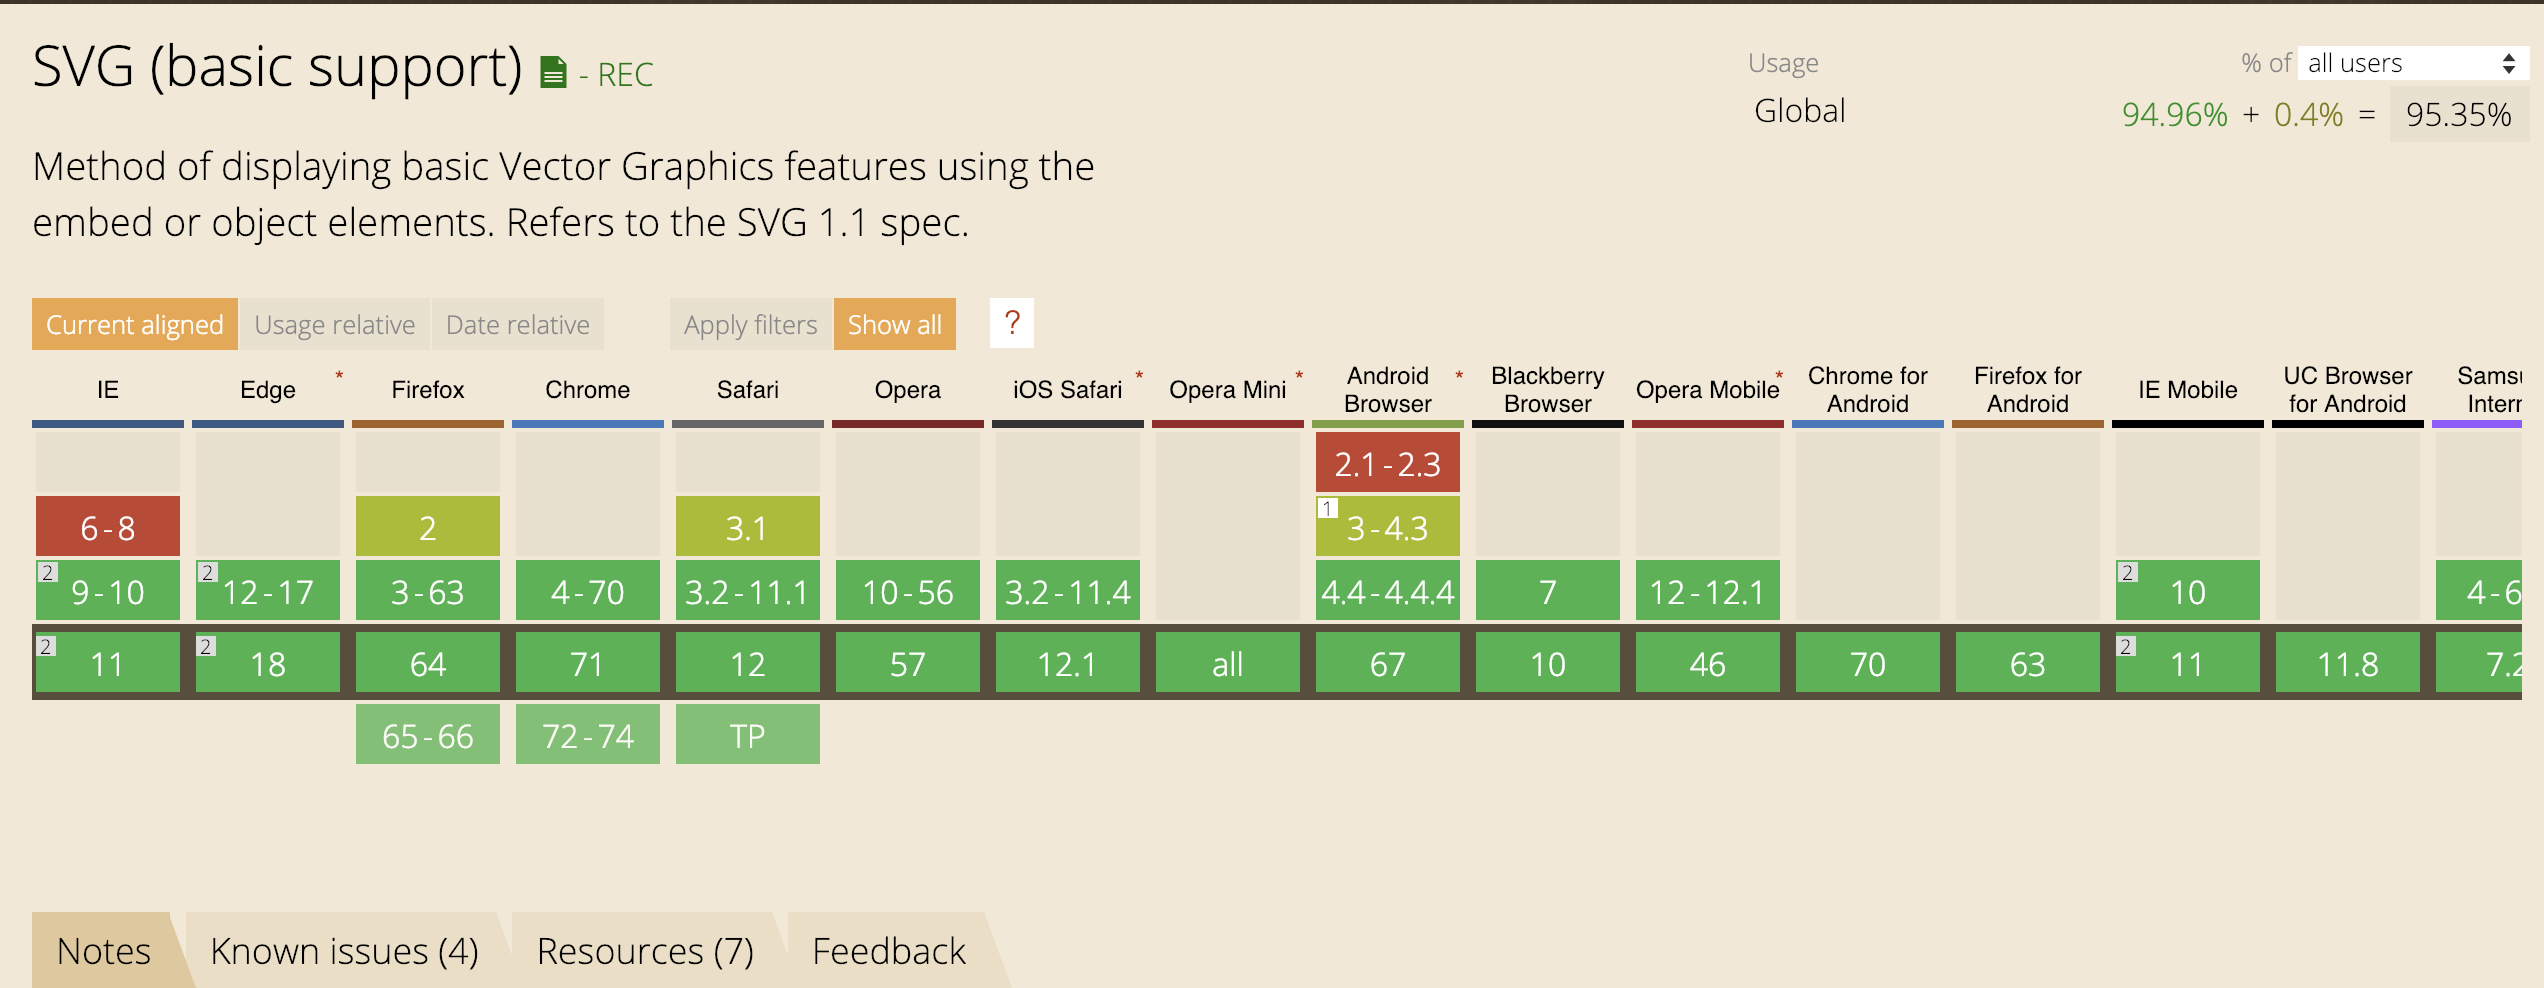 SVG (basic support) - REC
Usage % of all users
Global 94.96% + 0.4% = 95.35%
Method of displaying basic Vector Graphics features using the
embed or object elements. Refers to the SVG 1.1 spec.
Current aligned Usage relative Date relative Apply filters Show all ?
IE Edge * Firefox Chrome Safari Opera iOS Safari * Opera Mini * Android Browser * Blackberry Browser Opera Mobile * Chrome for Android Firefox for Android IE Mobile UC Browser for Android
2.1-2.3
6-8 2 3.1 1 3-4.3
2 9-10 2 12-17 3-63 4-70 3.2-11.1 10-56 3.2-11.4 4.4-4.4.4 7 12-12.1 2 10 4-6
2 11 2 18 64 71 12 57 12.1 all 67 10 46 70 63 2 11 11.8 7.2
65-66 72-74 TP
Notes Known issues (4) Resources (7) Feedback